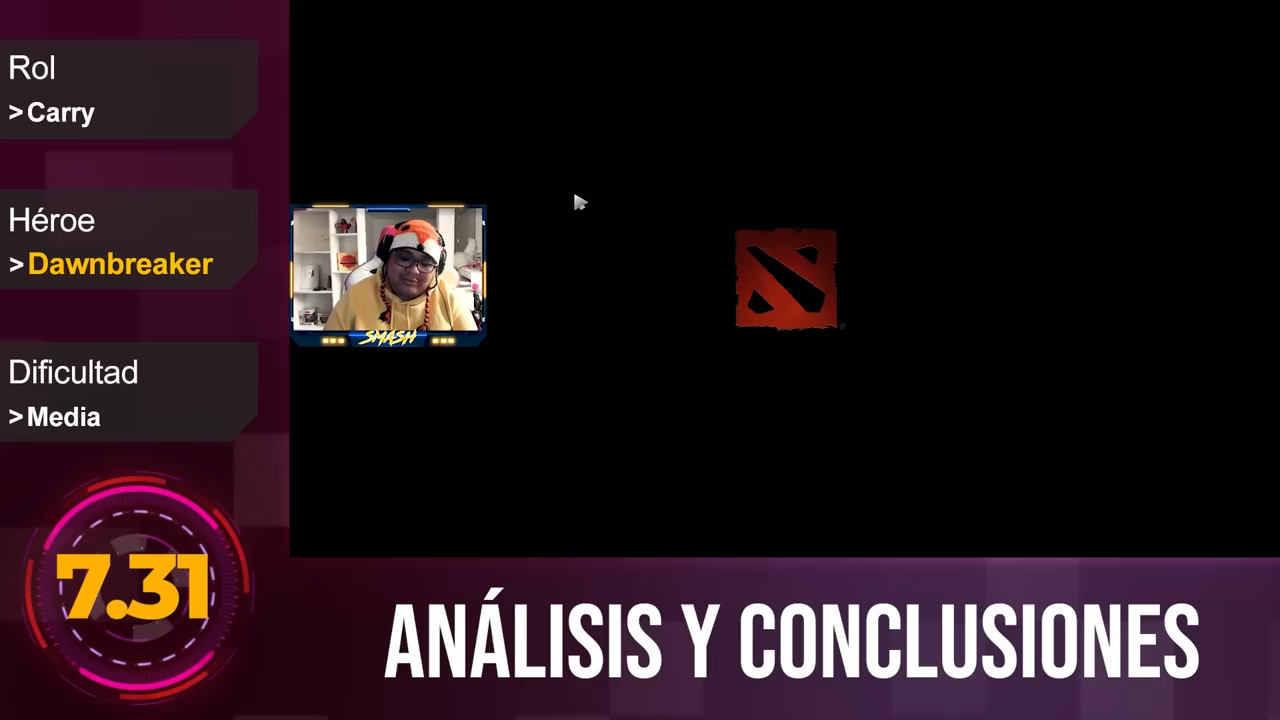 Rol
>Carry
Héroe
>Dawnbreaker
Dificultad
>Media
SMASH
7.31
ANÁLISIS Y CONCLUSIONES